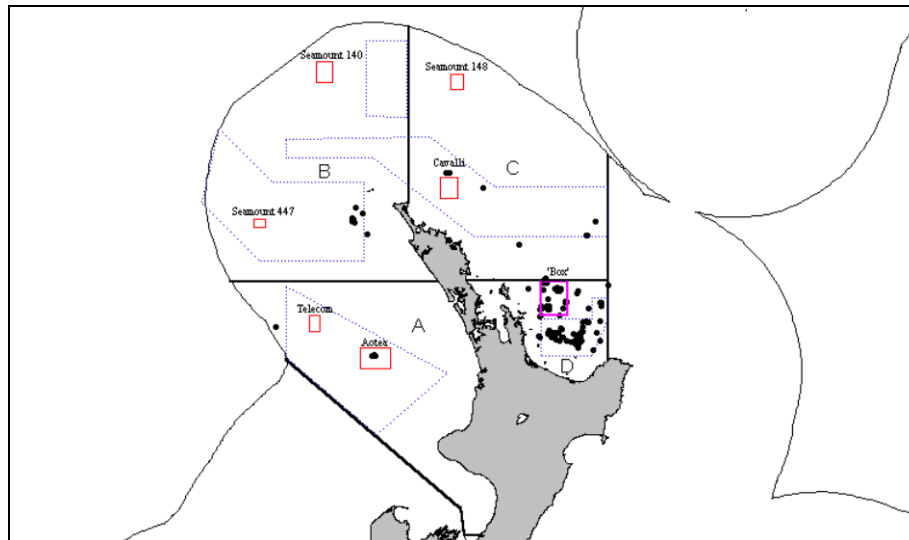 Seamount 140
Seamount 148
Cavalli
C
B
Seamount 447
'Box'
Telecom
A
Aotea
D